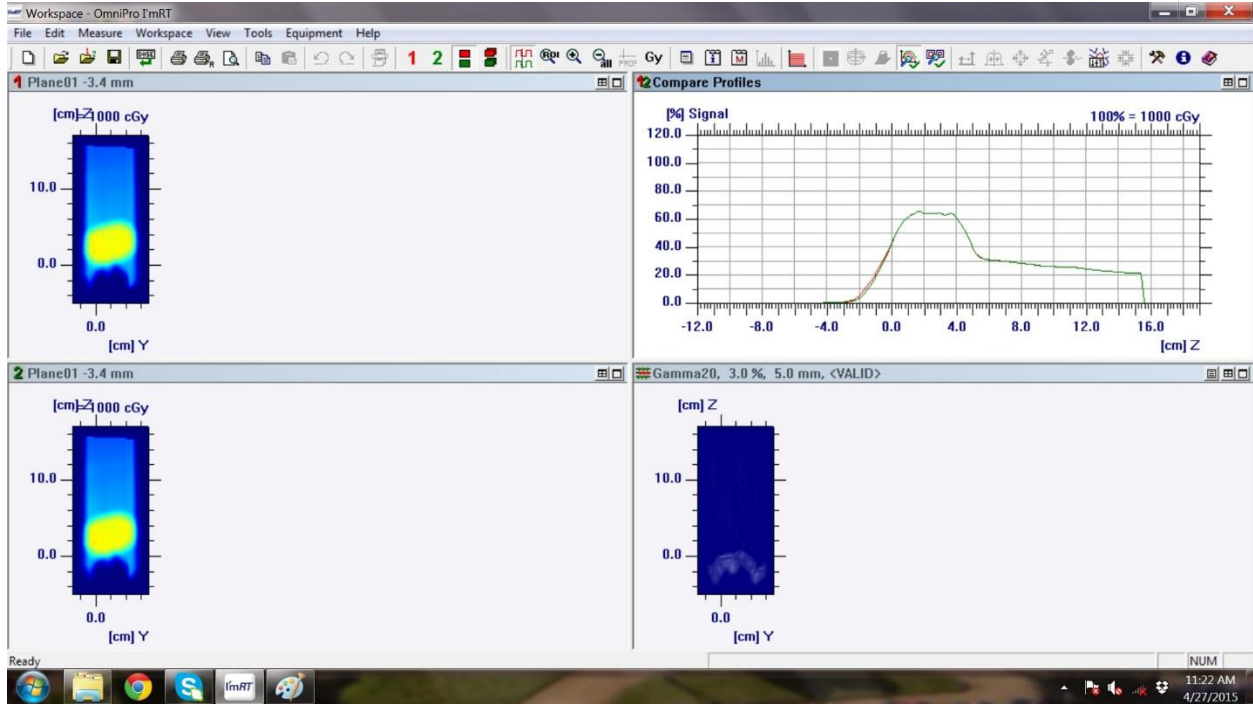 Workspace - OmniPro I'mRT
File Edit Measure Workspace View Tools Equipment Help
1 2 Gy
1 Plane01 -3.4 mm
[cm] Z 1000 cGy
10.0
0.0
0.0
[cm] Y
12 Compare Profiles
[%] Signal 100% = 1000 cGy
120.0
100.0
80.0
60.0
40.0
20.0
0.0
-12.0 -8.0 -4.0 0.0 4.0 8.0 12.0 16.0
[cm] Z
2 Plane01 -3.4 mm
[cm] Z 1000 cGy
10.0
0.0
0.0
[cm] Y
Gamma20, 3.0 %, 5.0 mm, <VALID>
[cm] Z
10.0
0.0
0.0
[cm] Y
Ready NUM
I'mRT
11:22 AM
4/27/2015